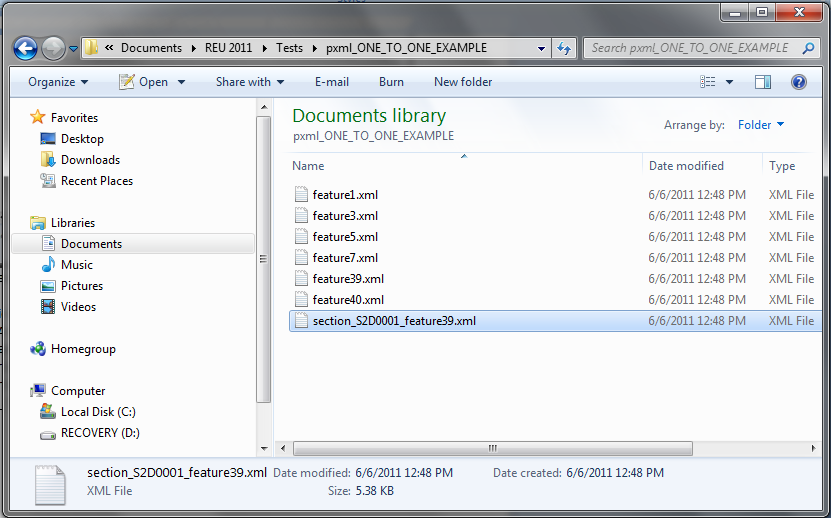 « Documents ▸ REU 2011 ▸ Tests ▸ pxml_ONE_TO_ONE_EXAMPLE
Search pxml_ONE_TO_ONE_EXAMPLE
Organize Open Share with E-mail Burn New folder
Favorites
Desktop
Downloads
Recent Places
Libraries
Documents
Music
Pictures
Videos
Homegroup
Computer
Local Disk (C:)
RECOVERY (D:)
Documents library
pxml_ONE_TO_ONE_EXAMPLE
Arrange by: Folder
Name Date modified Type
feature1.xml 6/6/2011 12:48 PM XML File
feature3.xml 6/6/2011 12:48 PM XML File
feature5.xml 6/6/2011 12:48 PM XML File
feature7.xml 6/6/2011 12:48 PM XML File
feature39.xml 6/6/2011 12:48 PM XML File
feature40.xml 6/6/2011 12:48 PM XML File
section_S2D0001_feature39.xml 6/6/2011 12:48 PM XML File
section_S2D0001_feature39.xml Date modified: 6/6/2011 12:48 PM Date created: 6/6/2011 12:48 PM
XML File Size: 5.38 KB